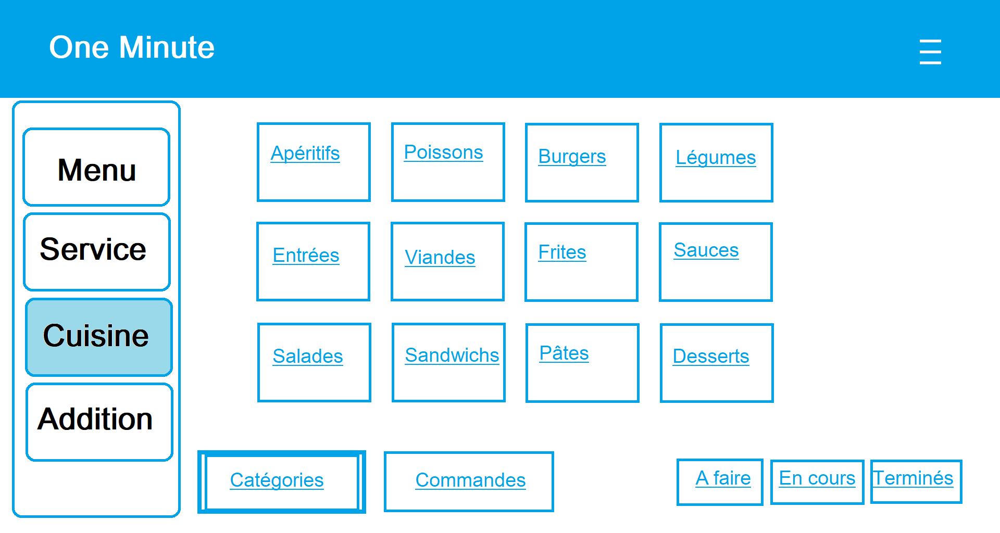 One Minute
Menu
Service
Cuisine
Addition
Apéritifs
Poissons
Burgers
Légumes
Entrées
Viandes
Frites
Sauces
Salades
Sandwichs
Pâtes
Desserts
Catégories
Commandes
A faire
En cours
Terminés